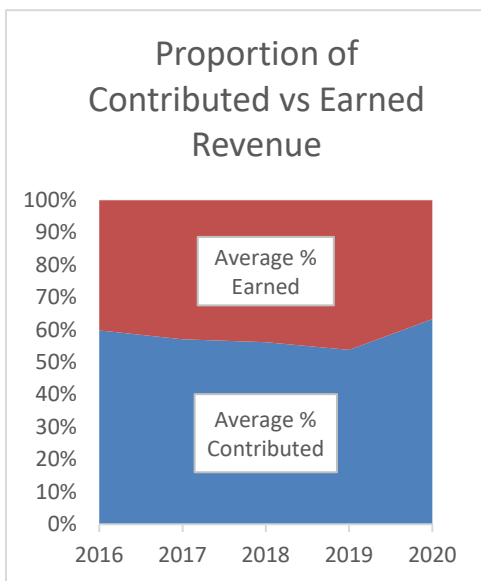 Proportion of
Contributed vs Earned
Revenue
100%
90%
80%
70%
60%
50%
40%
30%
20%
10%
0%
Average %
Earned
Average %
Contributed
2016 2017 2018 2019 2020